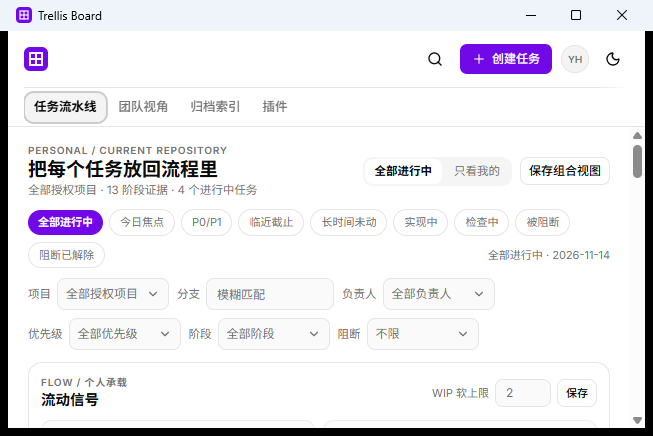 Trellis Board
创建任务
YH
任务流水线 团队视角 归档索引 插件
PERSONAL / CURRENT REPOSITORY
把每个任务放回流程里
全部授权项目 · 13 阶段证据 · 4 个进行中任务
全部进行中 只看我的 保存组合视图
全部进行中 今日焦点 P0/P1 临近截止 长时间未动 实现中 检查中 被阻断
阻断已解除 全部进行中 · 2026-11-14
项目 全部授权项目 分支 模糊匹配 负责人 全部负责人
优先级 全部优先级 阶段 全部阶段 阻断 不限
FLOW / 个人承载
流动信号
WIP 软上限 2 保存